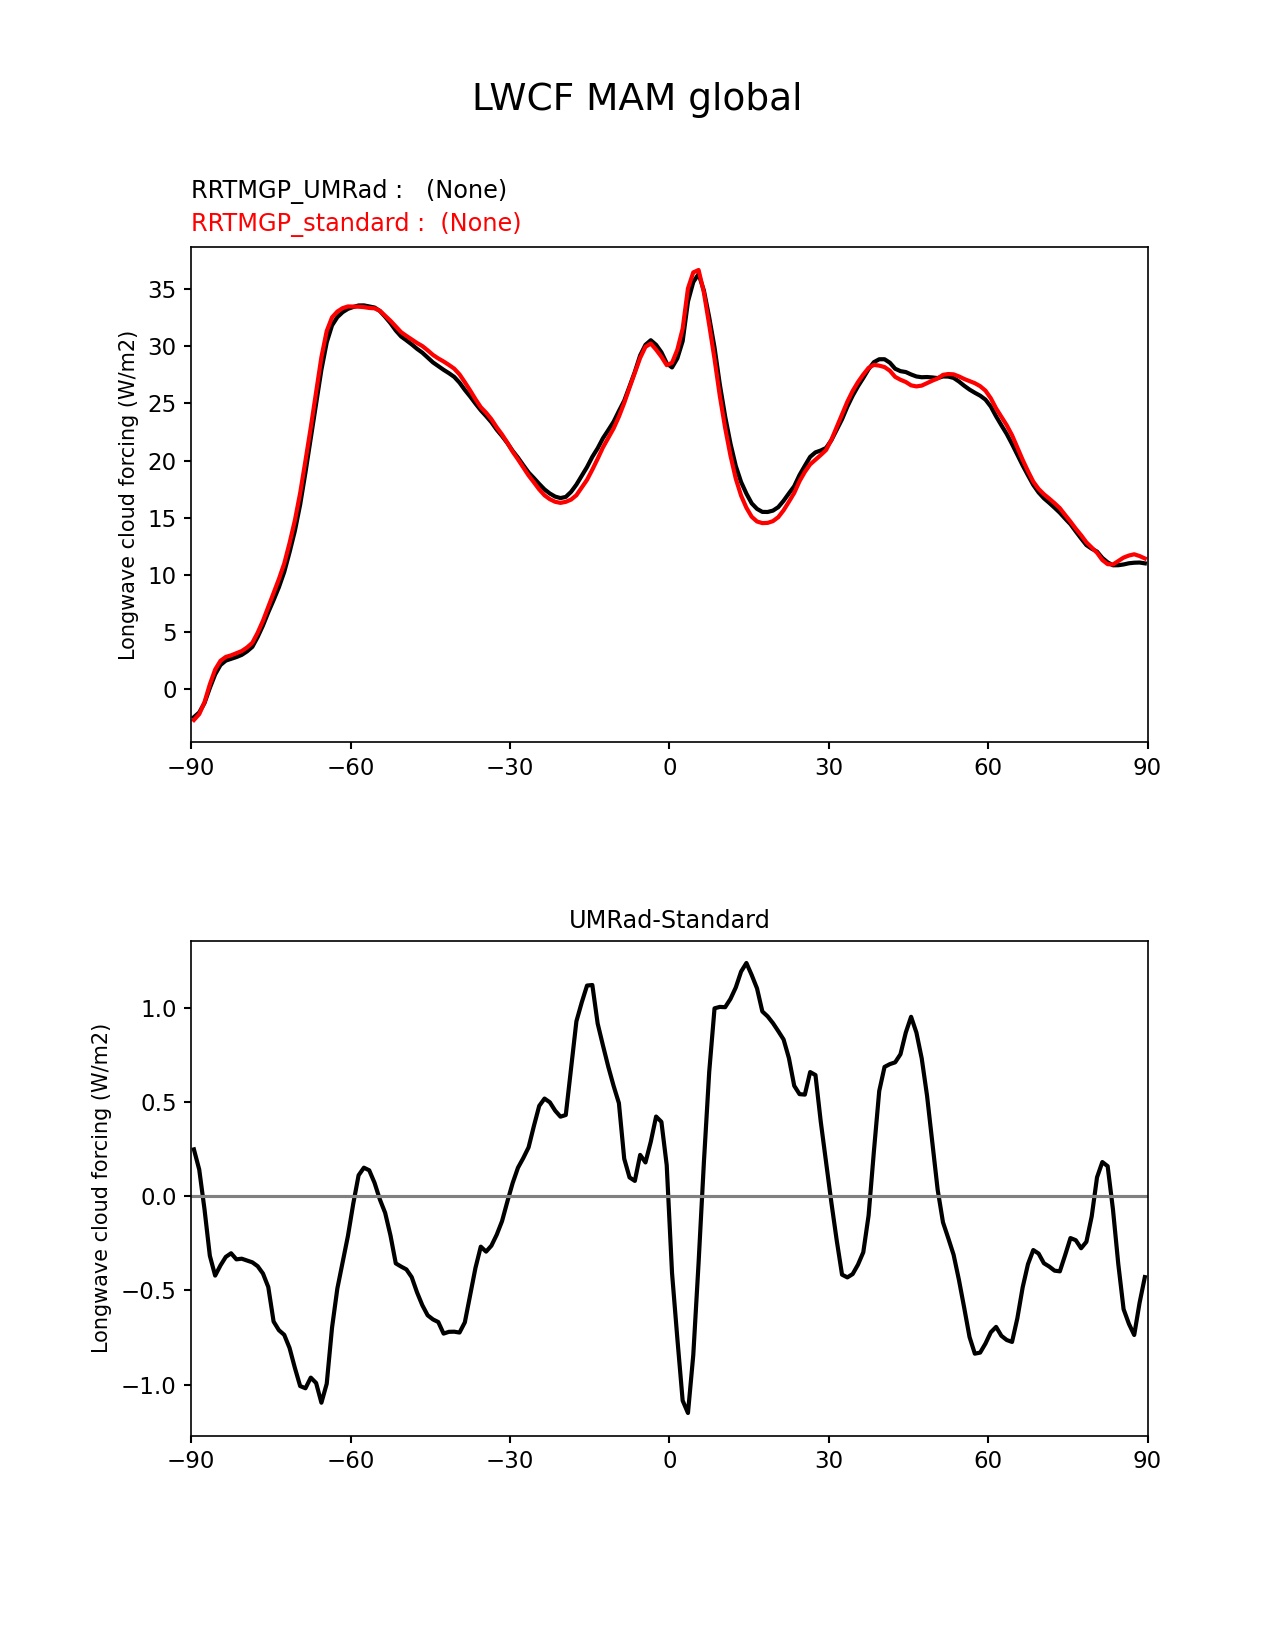 LWCF MAM global
RRTMGP_UMRad :   (None)
RRTMGP_standard :  (None)
Longwave cloud forcing (W/m2)
35
30
25
20
15
10
5
0
−90 −60 −30 0 30 60 90
UMRad-Standard
Longwave cloud forcing (W/m2)
1.0
0.5
0.0
−0.5
−1.0
−90 −60 −30 0 30 60 90